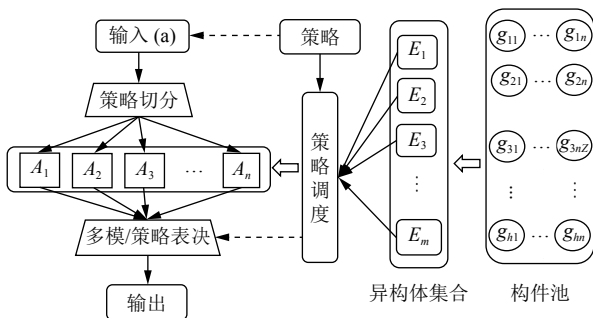 输入 (a)
策略
策略切分
A1 A2 A3 … An
多模/策略表决
输出
策略调度
E1
E2
E3
⋮
Em
异构体集合
g11 … g1n
g21 … g2n
g31 … g3nZ
⋮ ⋮
gh1 … ghn
构件池